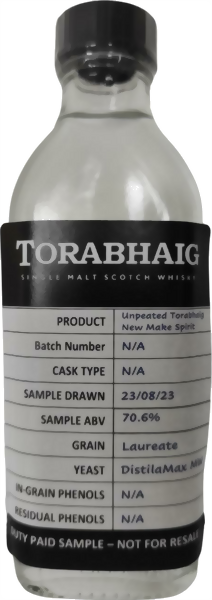 TORABHAIG
SINGLE MALT SCOTCH WHISKY
PRODUCT Unpeated Torabhaig
New Make Spirit
Batch Number N/A
CASK TYPE N/A
SAMPLE DRAWN 23/08/23
SAMPLE ABV 70.6%
GRAIN Laureate
YEAST DistilaMax
IN-GRAIN PHENOLS N/A
RESIDUAL PHENOLS N/A
DUTY PAID SAMPLE – NOT FOR RESALE